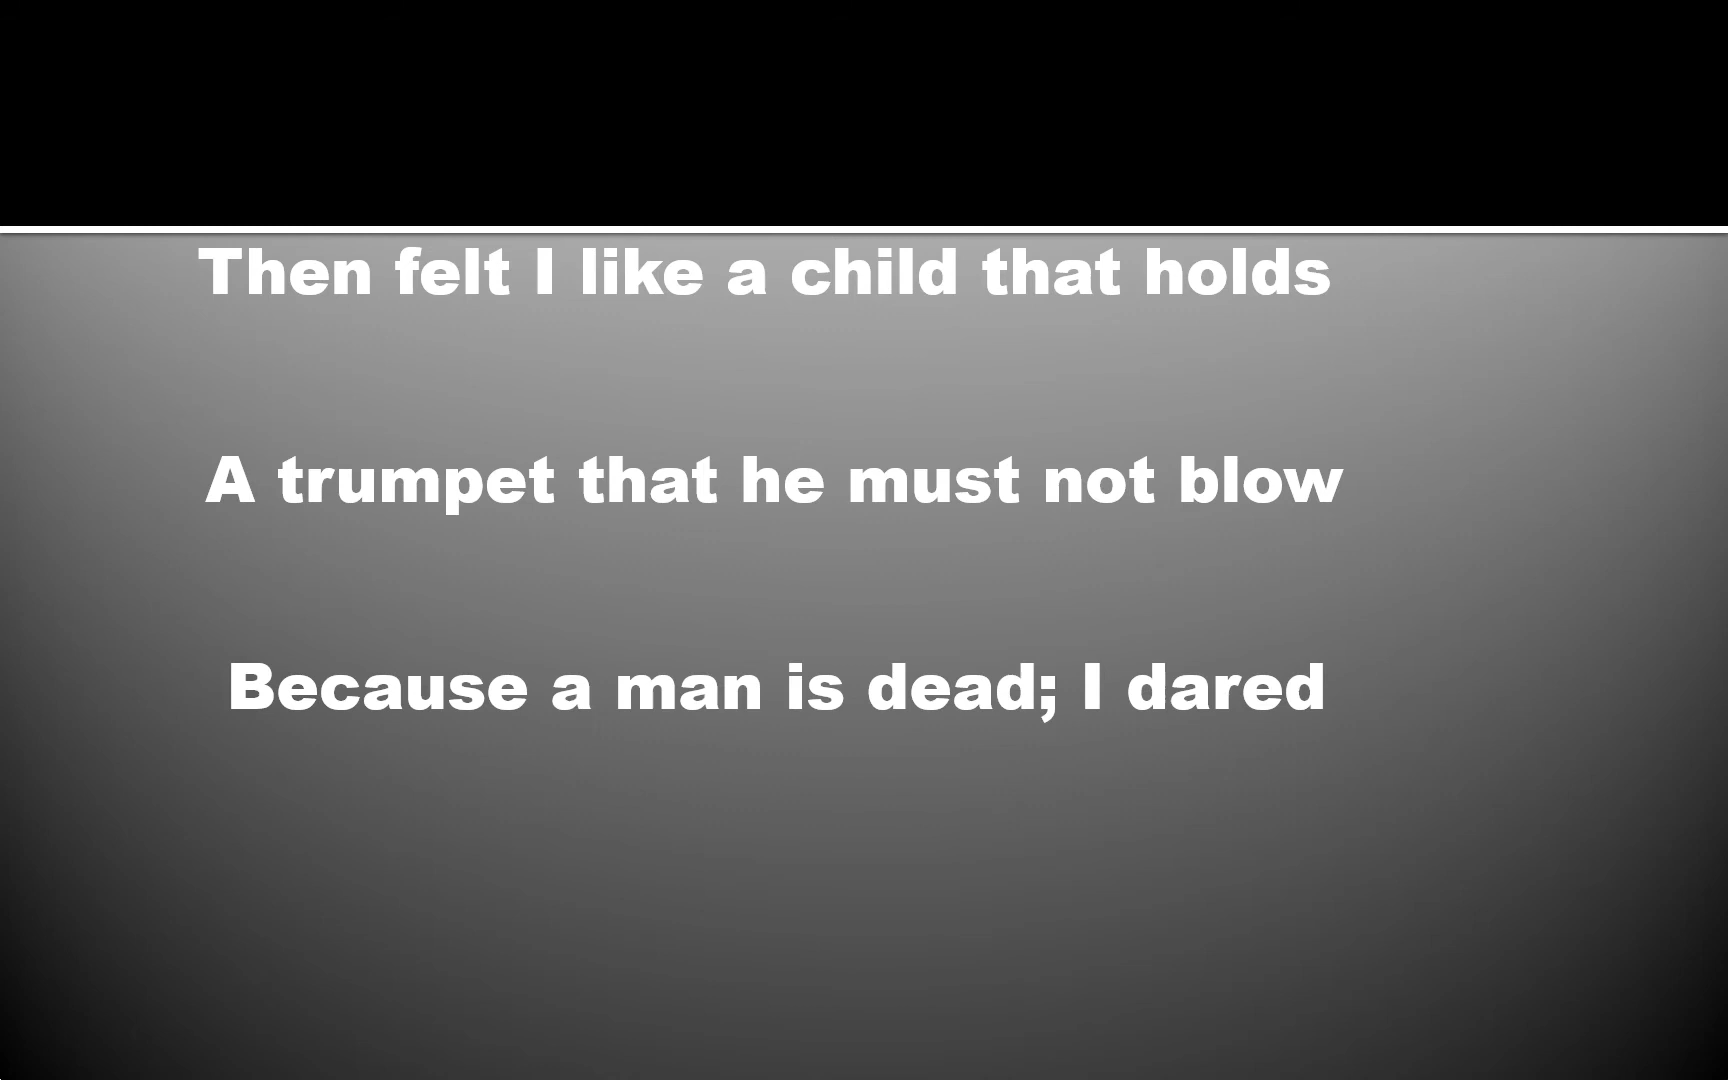 Then felt I like a child that holds
A trumpet that he must not blow
Because a man is dead; I dared